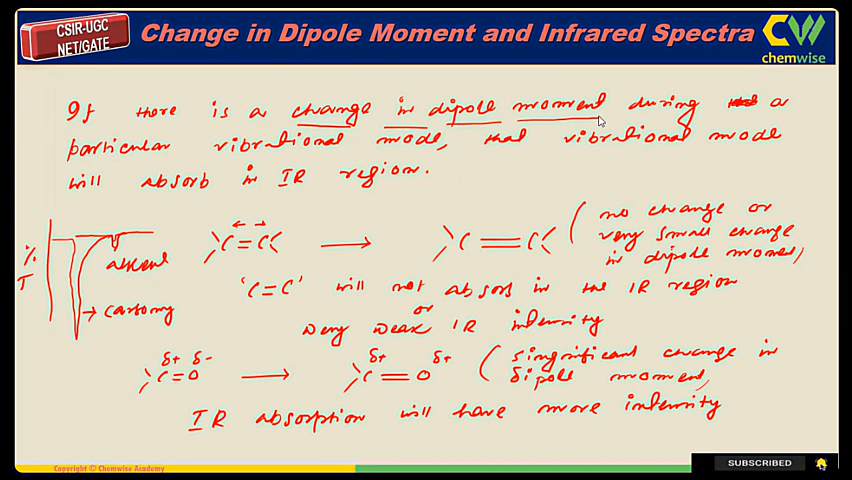 CSIR-UGC
NET/GATE
Change in Dipole Moment and Infrared Spectra
CW
chemwise
If there is a change in dipole moment during a
particular vibrational mode, that vibrational mode
will absorb in IR region.
C=C → C=C (no change or
very small change
in dipole moment)
%
T
alkene
→ carbony
'C=C' will not absorb in the IR region
or
very weak IR intensity
δ+ δ- δ+ δ+
C=O → C=O (singnificant change in
dipole moment)
IR absorption will have more intensity
Copyright © Chemwise Academy
SUBSCRIBED